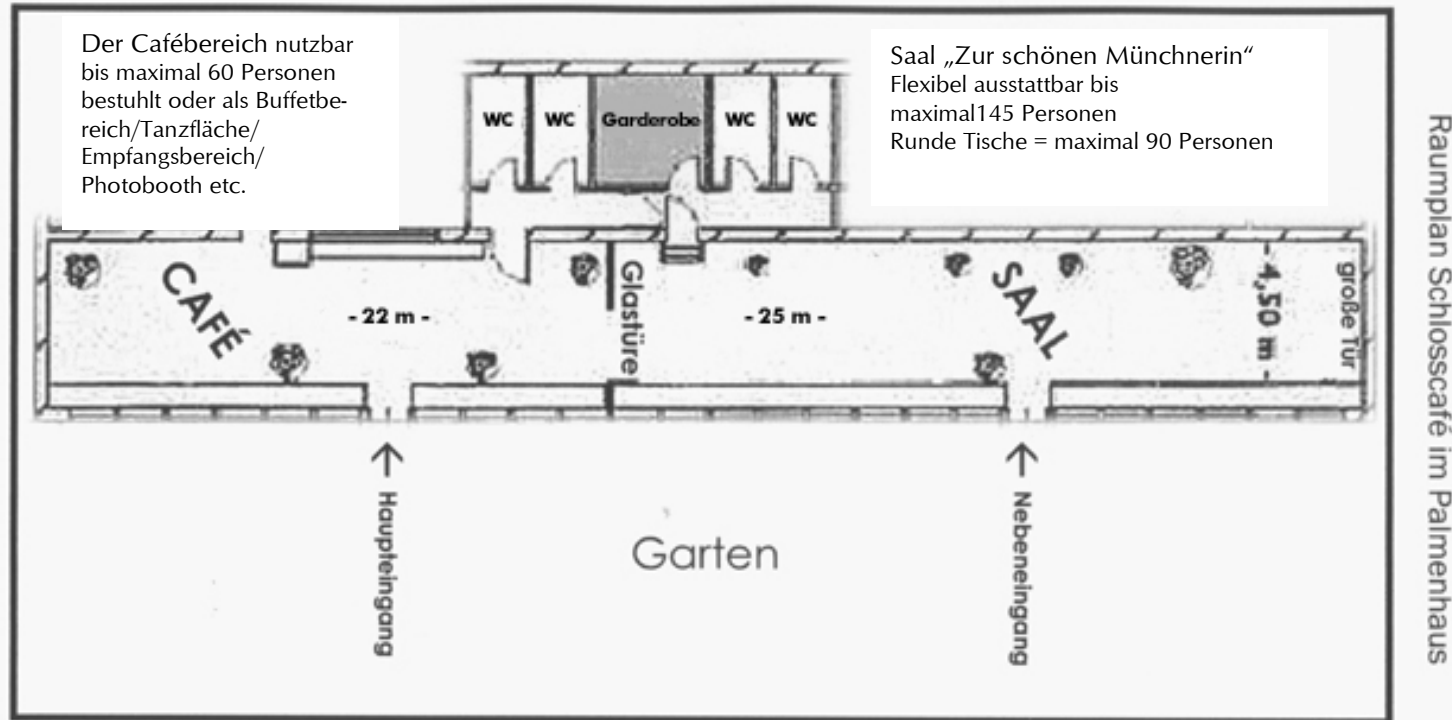 Der Cafébereich nutzbar
bis maximal 60 Personen
bestuhlt oder als Buffetbe-
reich/Tanzfläche/
Empfangsbereich/
Photobooth etc.
Saal „Zur schönen Münchnerin“
Flexibel ausstattbar bis
maximal145 Personen
Runde Tische = maximal 90 Personen
WC
WC
Garderobe
WC
WC
CAFÉ
- 22 m -
Glastüre
- 25 m -
SAAL
- 4,50 m -
große Tür
Haupteingang
Garten
Nebeneingang
Raumplan Schlosscafé im Palmenhaus